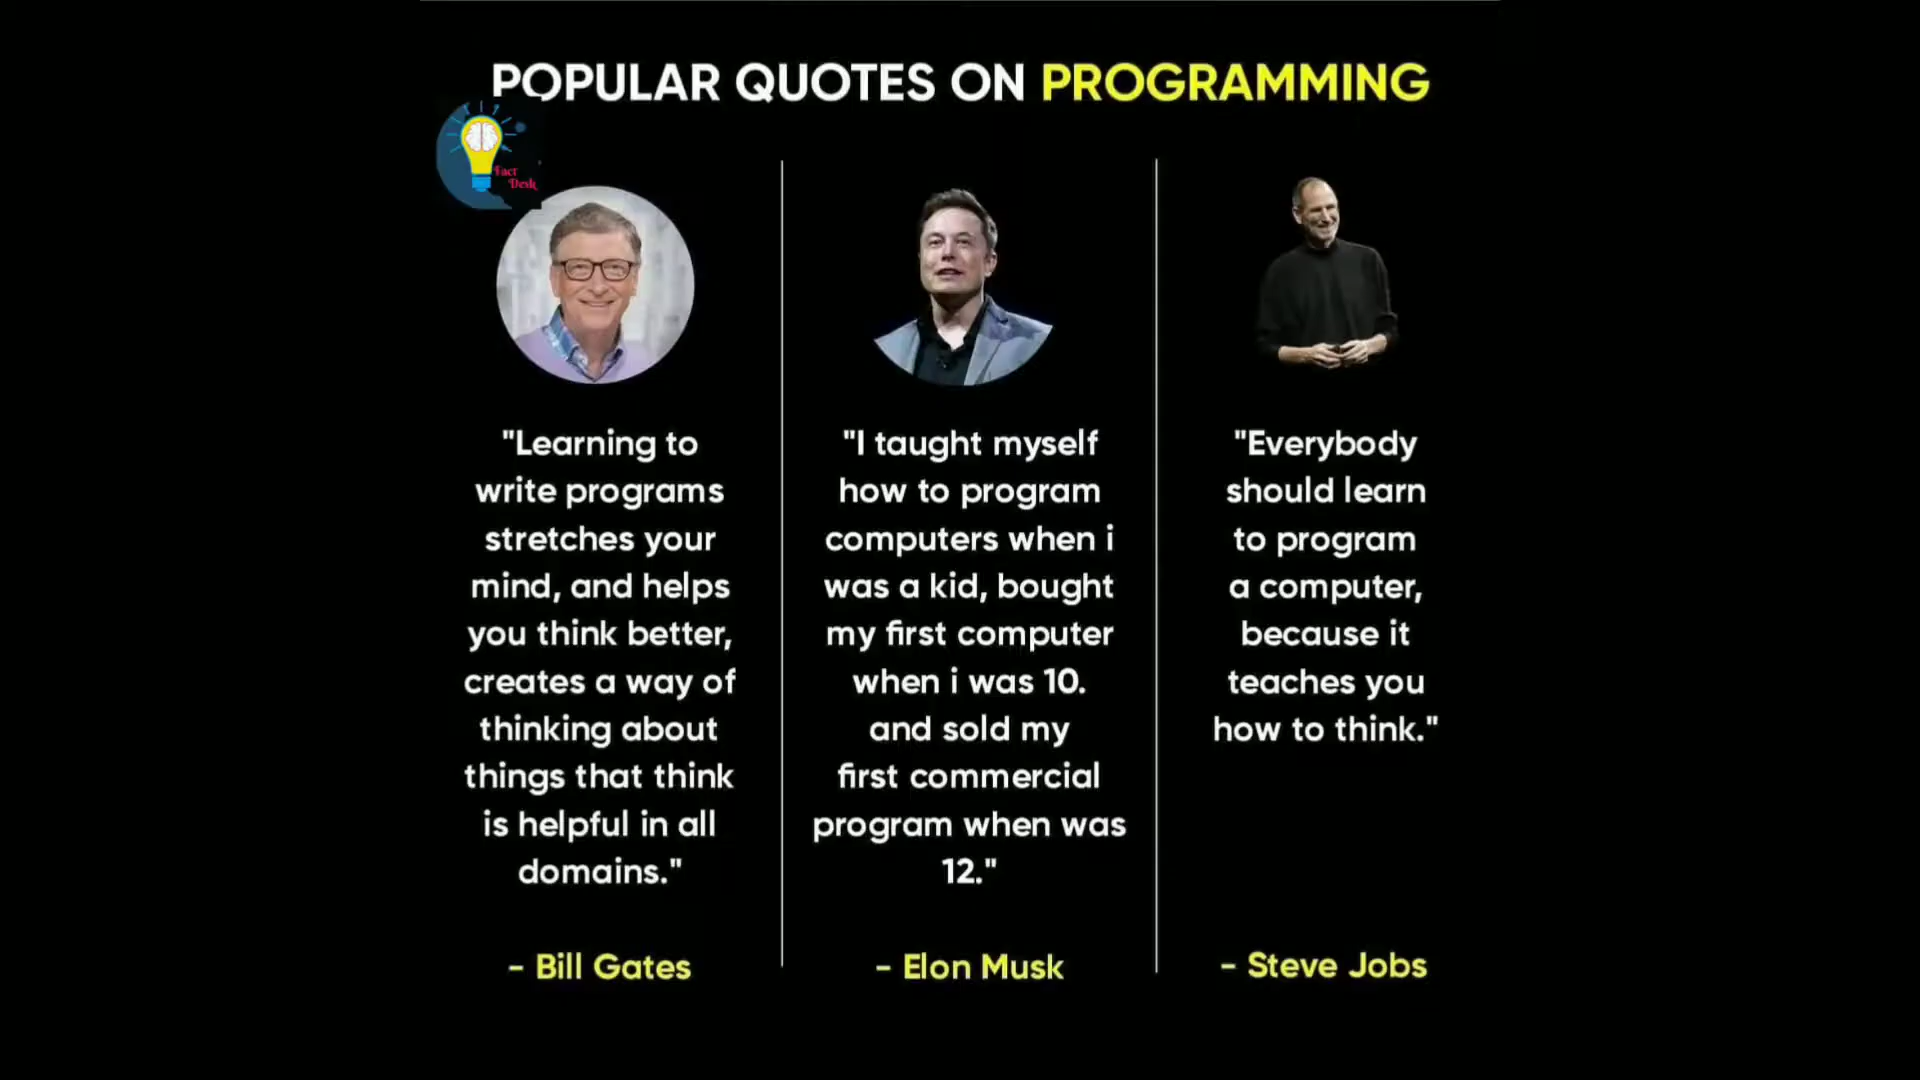 POPULAR QUOTES ON PROGRAMMING
Fact
Desk
"Learning to
write programs
stretches your
mind, and helps
you think better,
creates a way of
thinking about
things that think
is helpful in all
domains."
- Bill Gates
"I taught myself
how to program
computers when i
was a kid, bought
my first computer
when i was 10.
and sold my
first commercial
program when was
12."
- Elon Musk
"Everybody
should learn
to program
a computer,
because it
teaches you
how to think."
- Steve Jobs